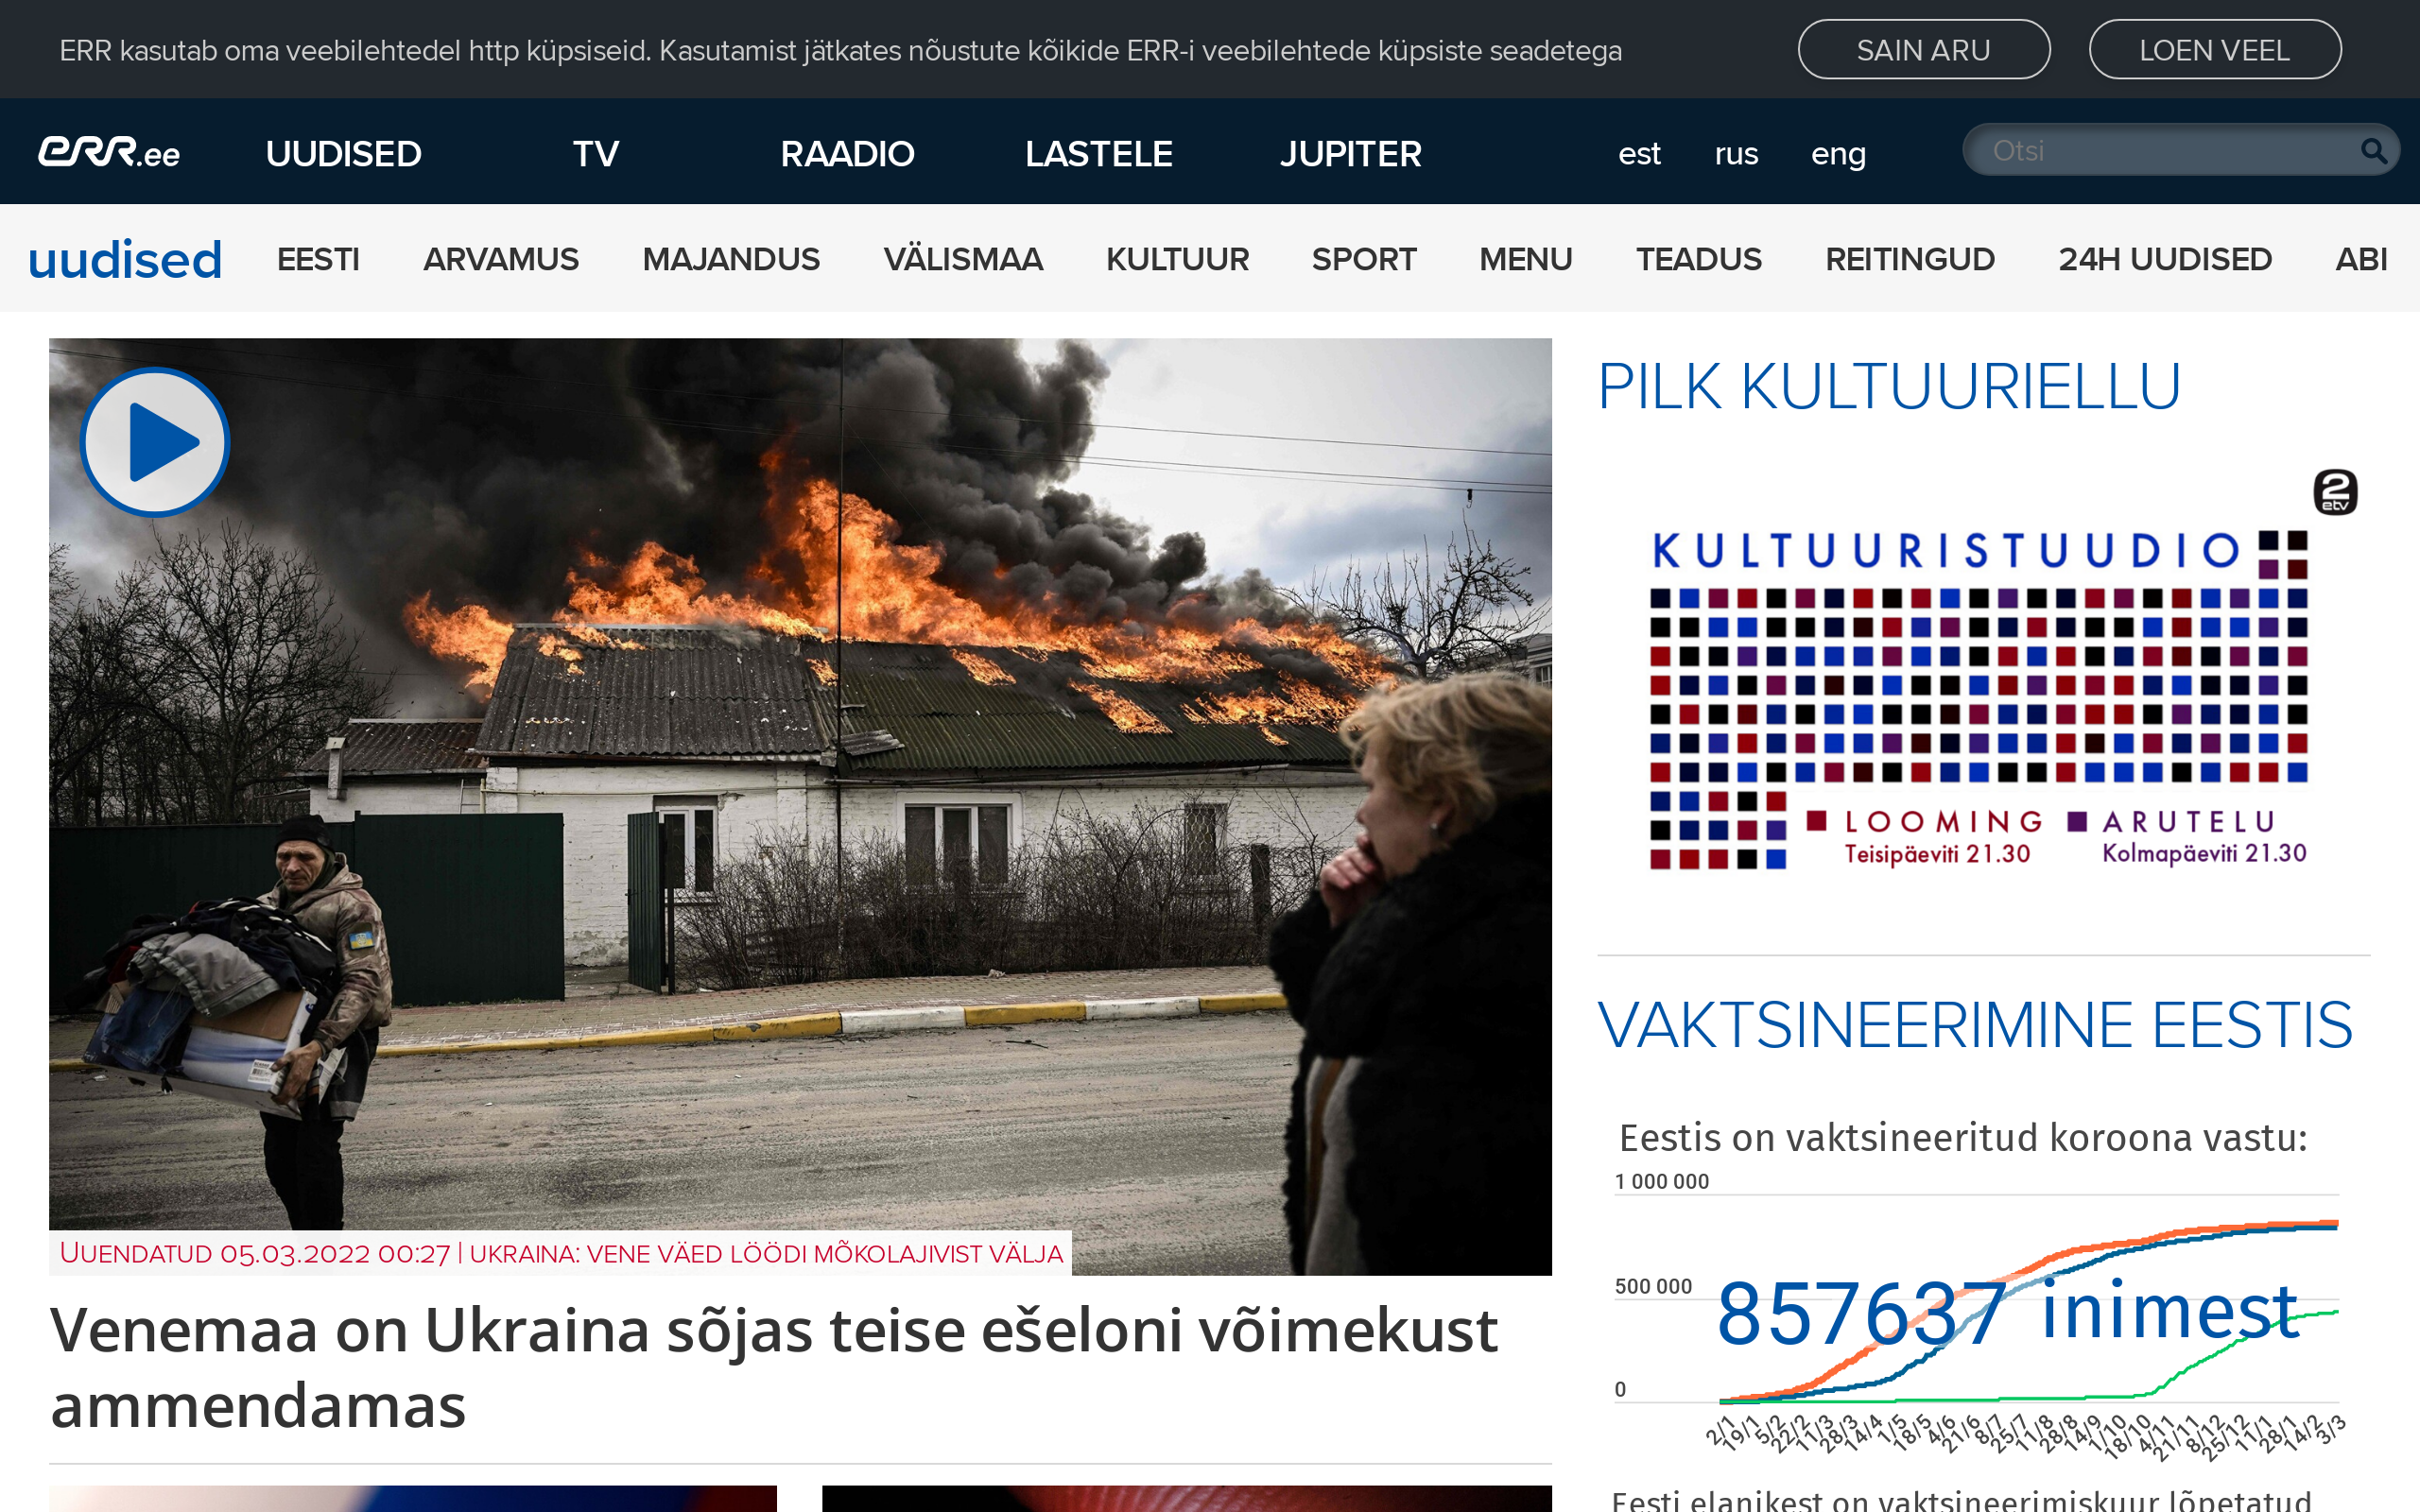 ERR kasutab oma veebilehtedel http küpsiseid. Kasutamist jätkates nõustute kõikide ERR-i veebilehtede küpsiste seadetega
SAIN ARU
LOEN VEEL
err.ee
UUDISED
TV
RAADIO
LASTELE
JUPITER
est
rus
eng
Otsi
uudised
EESTI
ARVAMUS
MAJANDUS
VÄLISMAA
KULTUUR
SPORT
MENU
TEADUS
REITINGUD
24H UUDISED
ABI
Uuendatud 05.03.2022 00:27 | ukraina: vene väed löödi mõkolajivist välja
Venemaa on Ukraina sõjas teise ešeloni võimekust
ammendamas
PILK KULTUURIELLU
2
etv
KULTUURISTUUDIO
LOOMING
Teisipäeviti 21.30
ARUTELU
Kolmapäeviti 21.30
VAKTSINEERIMINE EESTIS
Eestis on vaktsineeritud koroona vastu:
1 000 000
500 000
0
857637 inimest
2/1 19/1 5/2 22/2 11/3 28/3 14/4 1/5 18/5 4/6 21/6 8/7 25/7 11/8 28/8 14/9 1/10 18/10 4/11 21/11 8/12 25/12 11/1 28/1 14/2 3/3
Eesti elanikest on vaktsineerimiskuur lõpetatud